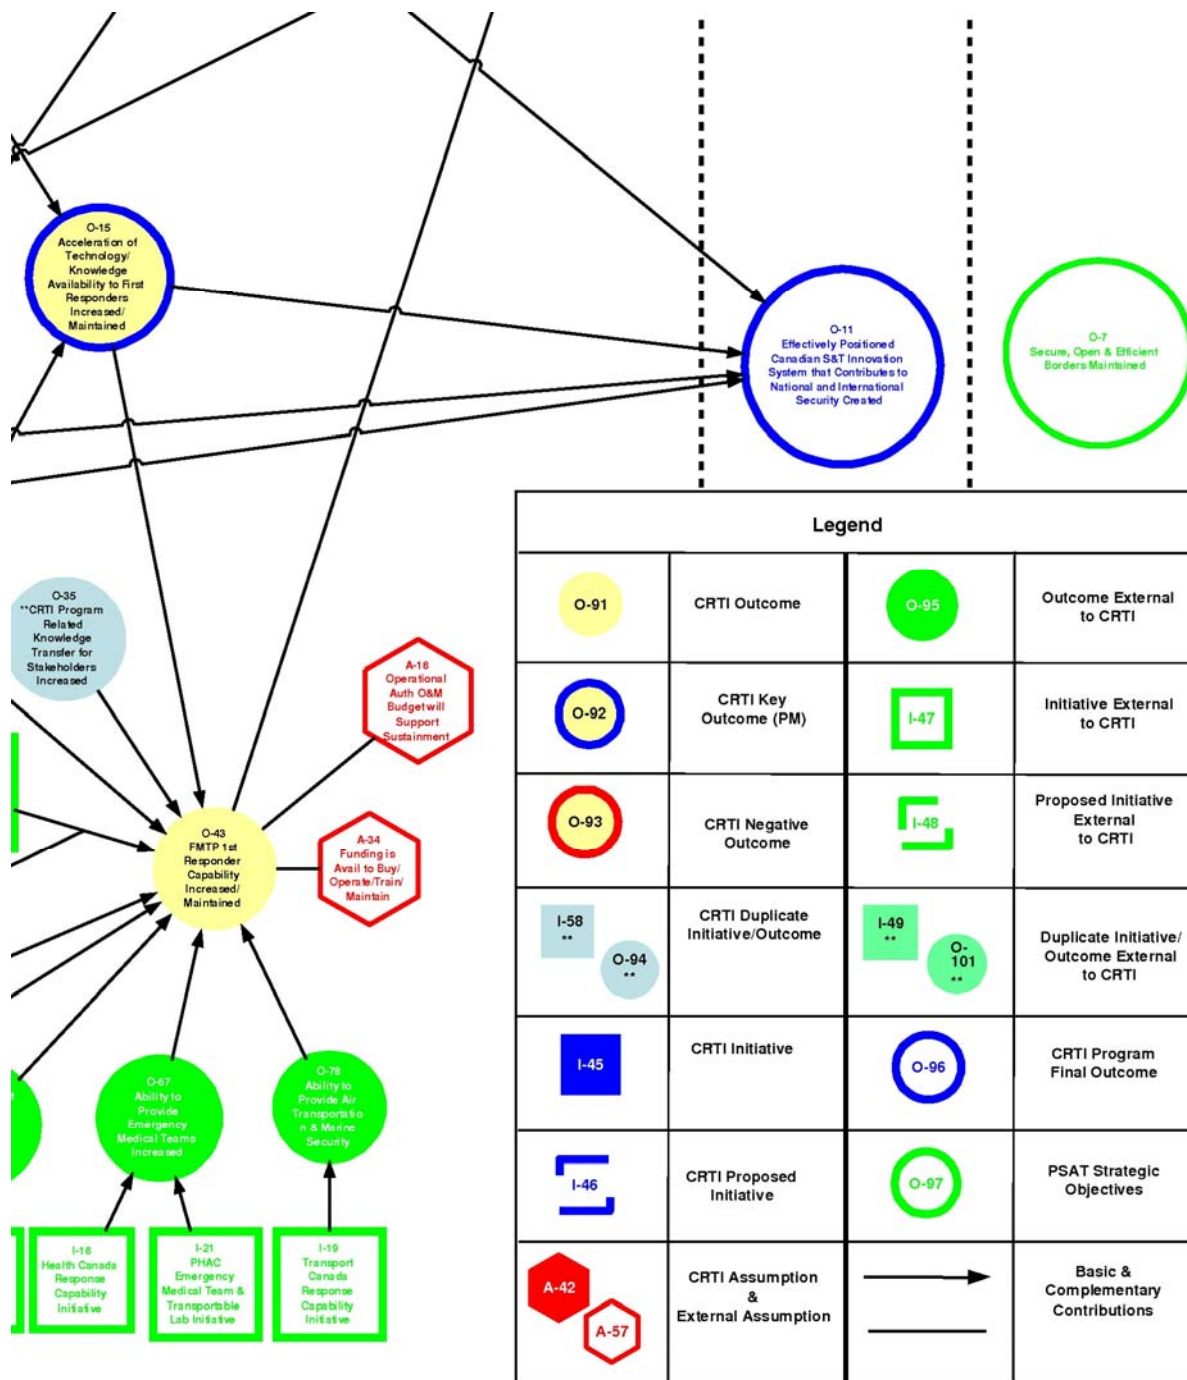 O-15
Acceleration of
Technology/
Knowledge
Availability to First
Responders
Increased/
Maintained
O-11
Effectively Positioned
Canadian S&T Innovation
System that Contributes to
National and International
Security Created
O-7
Secure, Open & Efficient
Borders Maintained
O-35
**CRTI Program
Related
Knowledge
Transfer for
Stakeholders
Increased
A-18
Operational
Auth O&M
Budget will
Support
Sustainment
O-43
FMTP 1st
Responder
Capability
Increased/
Maintained
A-34
Funding is
Avail to Buy/
Operate/Train/
Maintain
O-67
Ability to
Provide
Emergency
Medical Teams
Increased
O-76
Ability to
Provide Air
Transportatio
n & Marine
Security
I-18
Health Canada
Response
Capability
Initiative
I-21
PHAC
Emergency
Medical Team &
Transportable
Lab Initiative
I-19
Transport
Canada
Response
Capability
Initiative
Legend
O-91
CRTI Outcome
O-95
Outcome External
to CRTI
O-92
CRTI Key
Outcome (PM)
I-47
Initiative External
to CRTI
O-93
CRTI Negative
Outcome
I-48
Proposed Initiative
External
to CRTI
I-58
**
O-94
**
CRTI Duplicate
Initiative/Outcome
I-49
**
O-
101
**
Duplicate Initiative/
Outcome External
to CRTI
I-45
CRTI Initiative
O-96
CRTI Program
Final Outcome
I-46
CRTI Proposed
Initiative
O-97
PSAT Strategic
Objectives
A-42
A-57
CRTI Assumption
&
External Assumption
Basic &
Complementary
Contributions